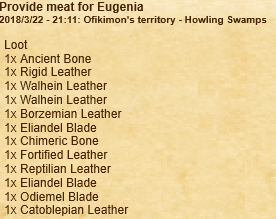 Provide meat for Eugenia
2018/3/22 - 21:11: Ofikimon's territory - Howling Swamps
Loot
1x Ancient Bone
1x Rigid Leather
1x Walhein Leather
1x Walhein Leather
1x Borzemian Leather
1x Eliandel Blade
1x Chimeric Bone
1x Fortified Leather
1x Reptilian Leather
1x Eliandel Blade
1x Odiemel Blade
1x Catoblepian Leather